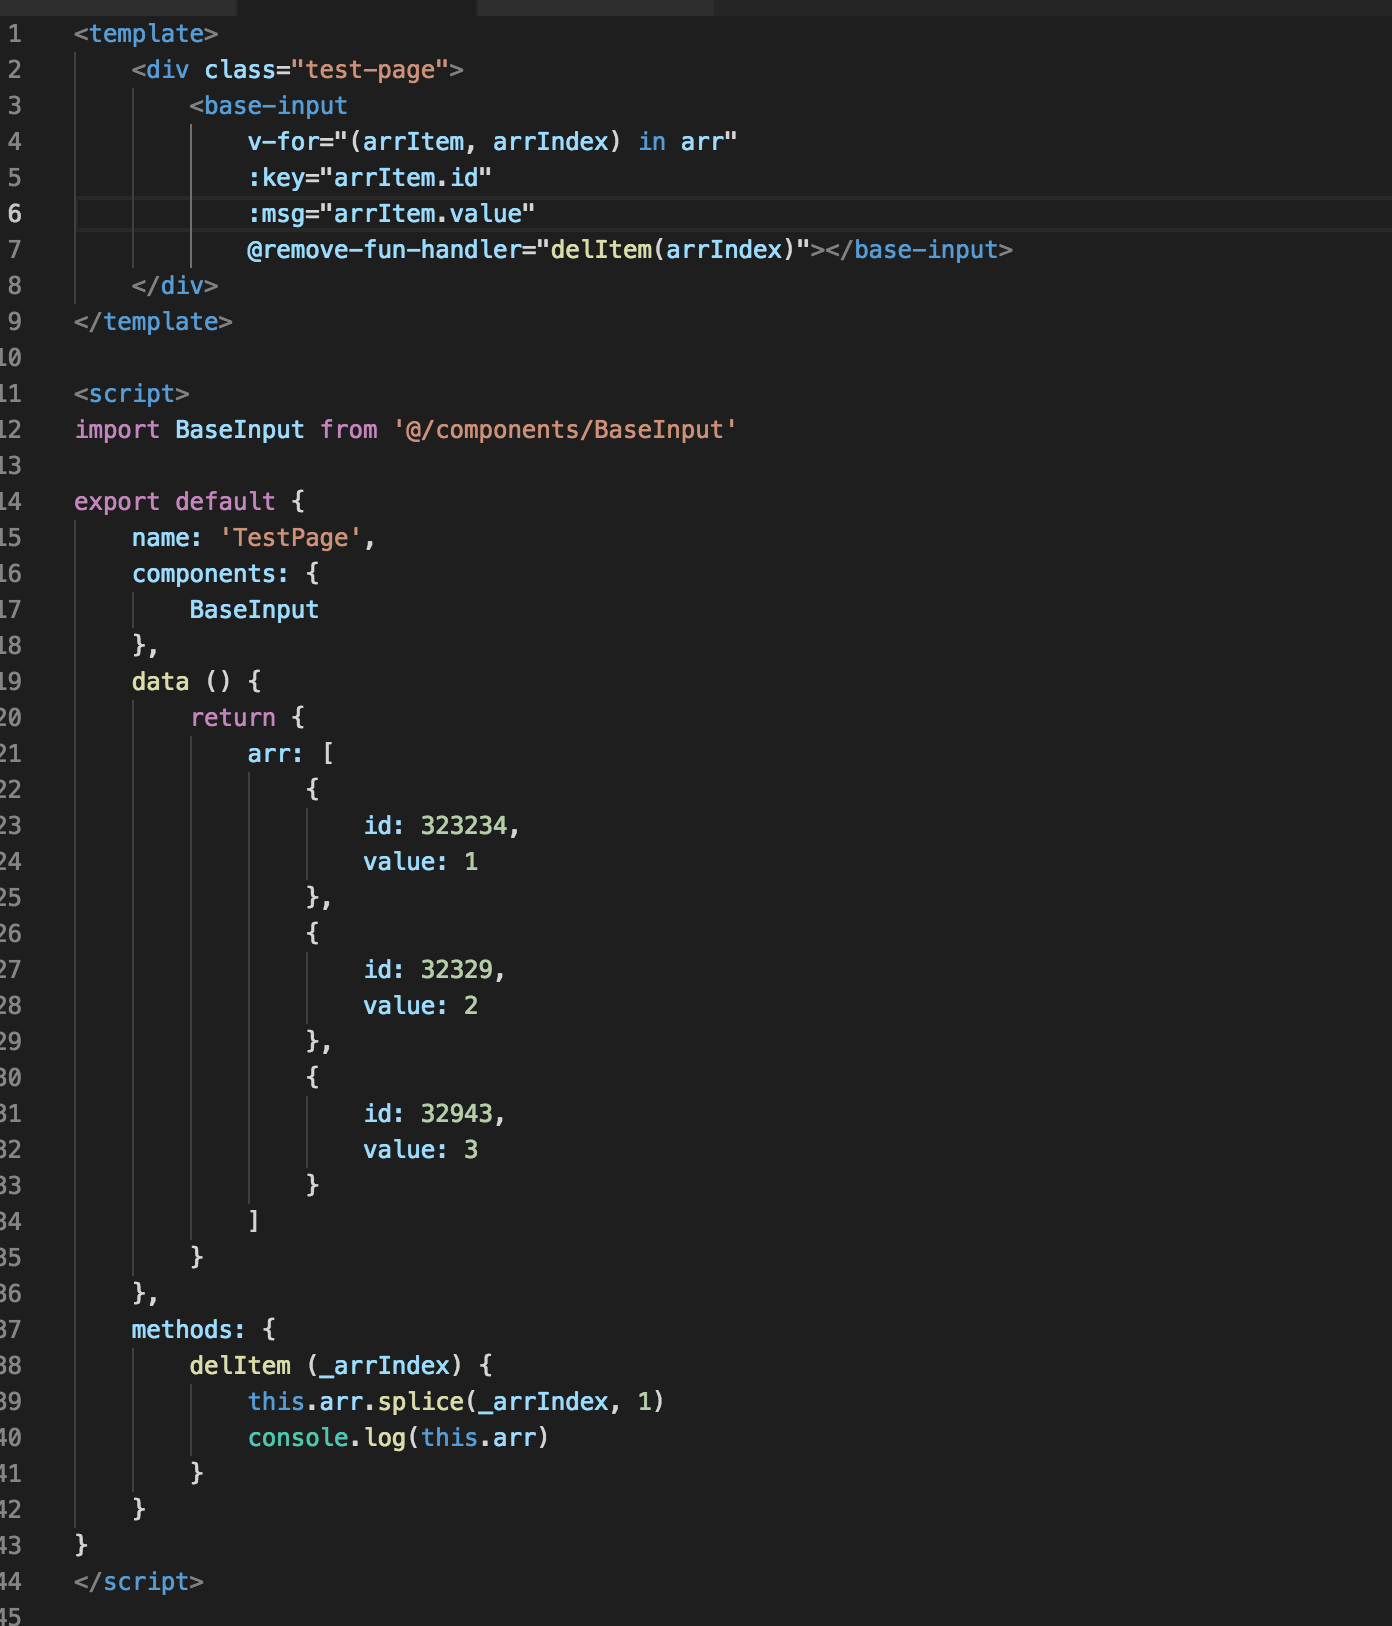 1 <template>
2 <div class="test-page">
3 <base-input
4 v-for="(arrItem, arrIndex) in arr"
5 :key="arrItem.id"
6 :msg="arrItem.value"
7 @remove-fun-handler="delItem(arrIndex)"></base-input>
8 </div>
9 </template>
10
11 <script>
12 import BaseInput from '@/components/BaseInput'
13
14 export default {
15 name: 'TestPage',
16 components: {
17 BaseInput
18 },
19 data () {
20 return {
21 arr: [
22 {
23 id: 323234,
24 value: 1
25 },
26 {
27 id: 32329,
28 value: 2
29 },
30 {
31 id: 32943,
32 value: 3
33 }
34 ]
35 }
36 },
37 methods: {
38 delItem (_arrIndex) {
39 this.arr.splice(_arrIndex, 1)
40 console.log(this.arr)
41 }
42 }
43 }
44 </script>
45